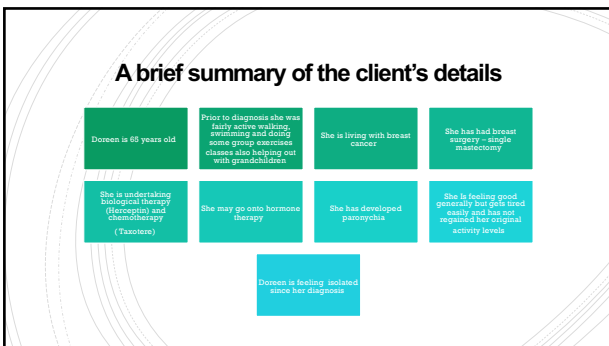 A brief summary of the client's details
Doreen is 65 years old
Prior to diagnosis she was
fairly active walking,
swimming and doing
some group exercises
classes also helping out
with grandchildren
She is living with breast
cancer
She has had breast
surgery – single
mastectomy
She is undertaking
biological therapy
(Herceptin) and
chemotherapy
( Taxotere)
She may go onto hormone
therapy
She has developed
paronychia
She Is feeling good
generally but gets tired
easily and has not
regained her original
activity levels
Doreen is feeling isolated
since her diagnosis